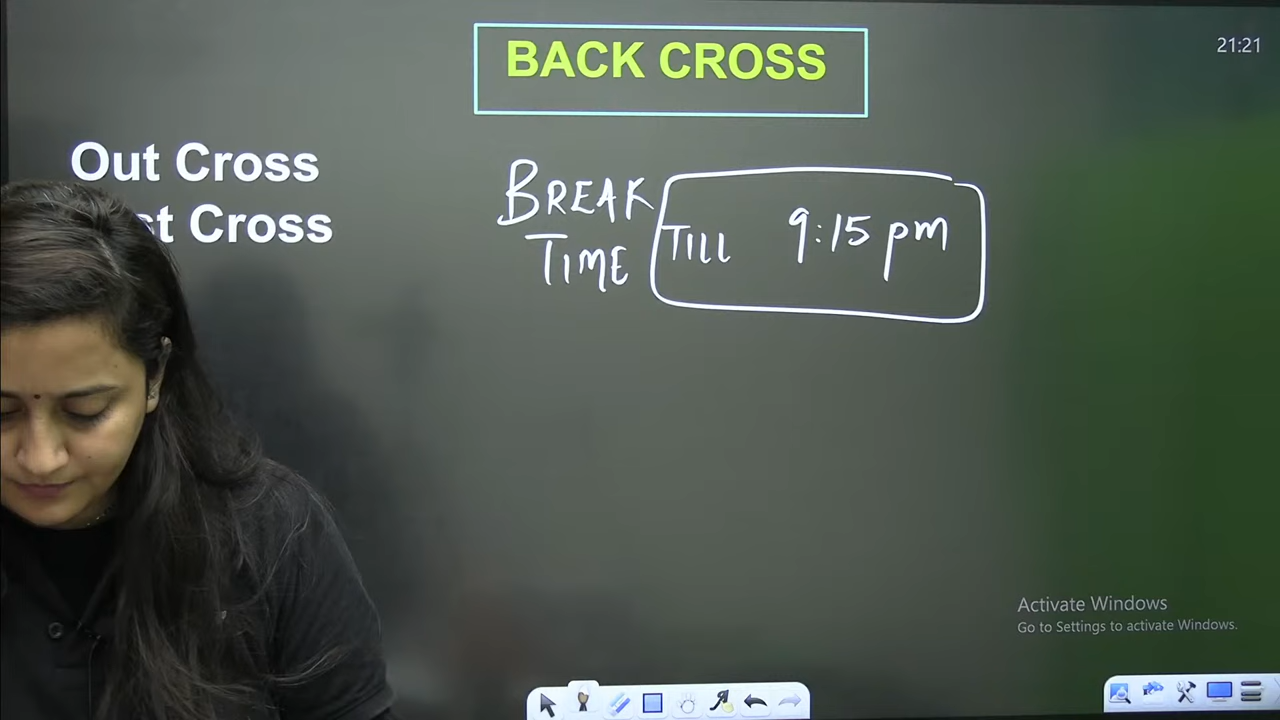 BACK CROSS
21:21
Out Cross
st Cross
BREAK
TIME
TILL 9:15 pm
Activate Windows
Go to Settings to activate Windows.